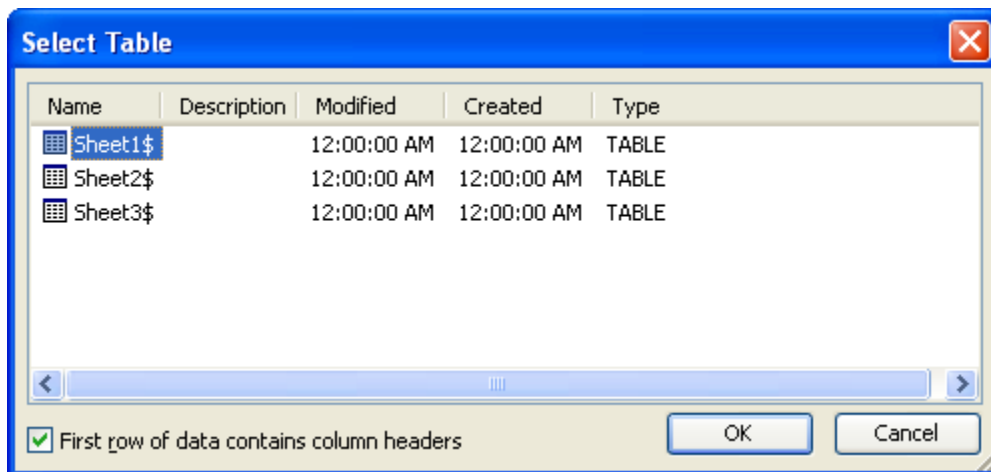 Select Table
Name Description Modified Created Type
Sheet1$ 12:00:00 AM 12:00:00 AM TABLE
Sheet2$ 12:00:00 AM 12:00:00 AM TABLE
Sheet3$ 12:00:00 AM 12:00:00 AM TABLE
First row of data contains column headers OK Cancel